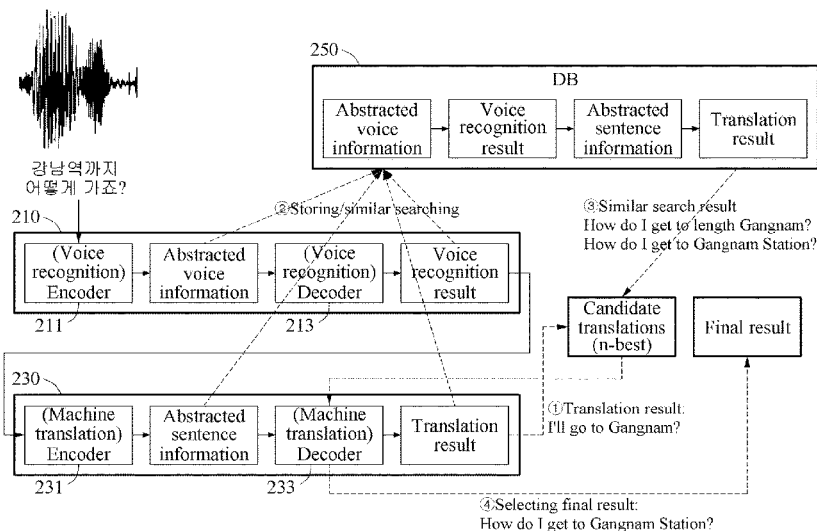 250
DB
Abstracted
voice
information
Voice
recognition
result
Abstracted
sentence
information
Translation
result
강남역까지
어떻게 가죠?
②Storing/similar searching
③Similar search result
How do I get to length Gangnam?
How do I get to Gangnam Station?
210
(Voice
recognition)
Encoder
Abstracted
voice
information
(Voice
recognition)
Decoder
Voice
recognition
result
211
213
Candidate
translations
(n-best)
Final result
230
(Machine
translation)
Encoder
Abstracted
sentence
information
(Machine
translation)
Decoder
Translation
result
①Translation result:
I'll go to Gangnam?
231
233
④Selecting final result:
How do I get to Gangnam Station?